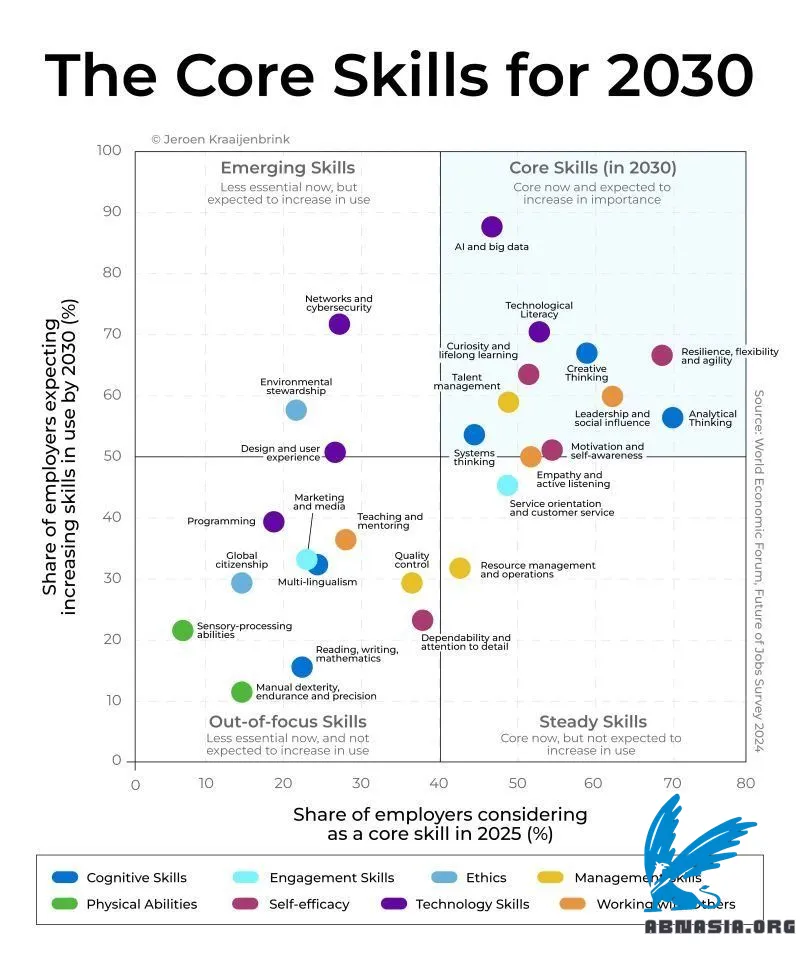 The Core Skills for 2030
© Jeroen Kraaijenbrink
Share of employers expecting
increasing skills in use by 2030 (%)
100
90
80
70
60
50
40
30
20
10
0
Emerging Skills
Less essential now, but
expected to increase in use
Core Skills (in 2030)
Core now and expected to
increase in importance
AI and big data
Networks and
cybersecurity
Technological
Literacy
Curiosity and
lifelong learning
Creative
Thinking
Resilience, flexibility
and agility
Talent
management
Environmental
stewardship
Leadership and
social influence
Analytical
Thinking
Design and user
experience
Systems
thinking
Motivation and
self-awareness
Empathy and
active listening
Service orientation
and customer service
Marketing
and media
Programming
Teaching and
mentoring
Global
citizenship
Multi-lingualism
Quality
control
Resource management
and operations
Sensory-processing
abilities
Dependability and
attention to detail
Reading, writing,
mathematics
Manual dexterity,
endurance and precision
Out-of-focus Skills
Less essential now, and not
expected to increase in use
Steady Skills
Core now, but not expected to
increase in use
0
10
20
30
40
50
60
70
80
Share of employers considering
as a core skill in 2025 (%)
Source: World Economic Forum, Future of Jobs Survey 2024
Cognitive Skills
Engagement Skills
Ethics
Management Skills
Physical Abilities
Self-efficacy
Technology Skills
Working with Others
ABNASIA.ORG